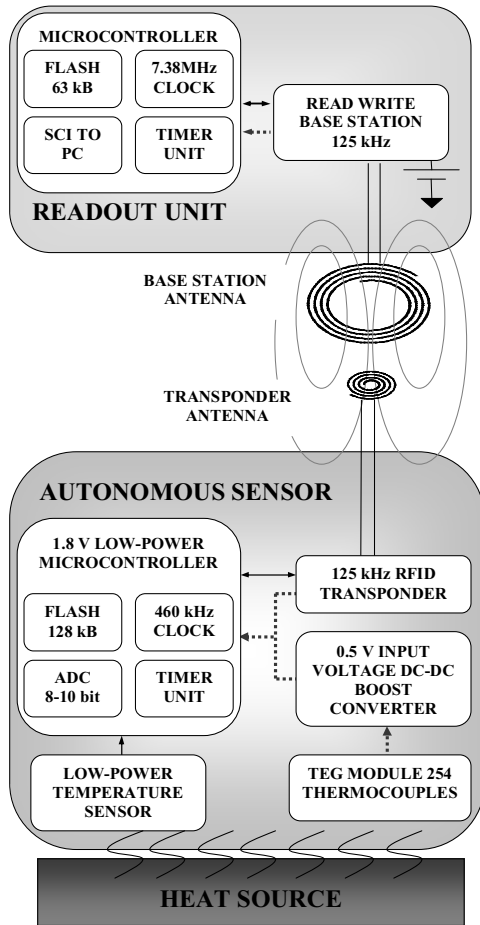 MICROCONTROLLER
FLASH
63 kB
7.38MHz
CLOCK
SCI TO
PC
TIMER
UNIT
READ WRITE
BASE STATION
125 kHz
READOUT UNIT
BASE STATION
ANTENNA
TRANSPONDER
ANTENNA
AUTONOMOUS SENSOR
1.8 V LOW-POWER
MICROCONTROLLER
FLASH
128 kB
460 kHz
CLOCK
ADC
8-10 bit
TIMER
UNIT
125 kHz RFID
TRANSPONDER
0.5 V INPUT
VOLTAGE DC-DC
BOOST
CONVERTER
LOW-POWER
TEMPERATURE
SENSOR
TEG MODULE 254
THERMOCOUPLES
HEAT SOURCE